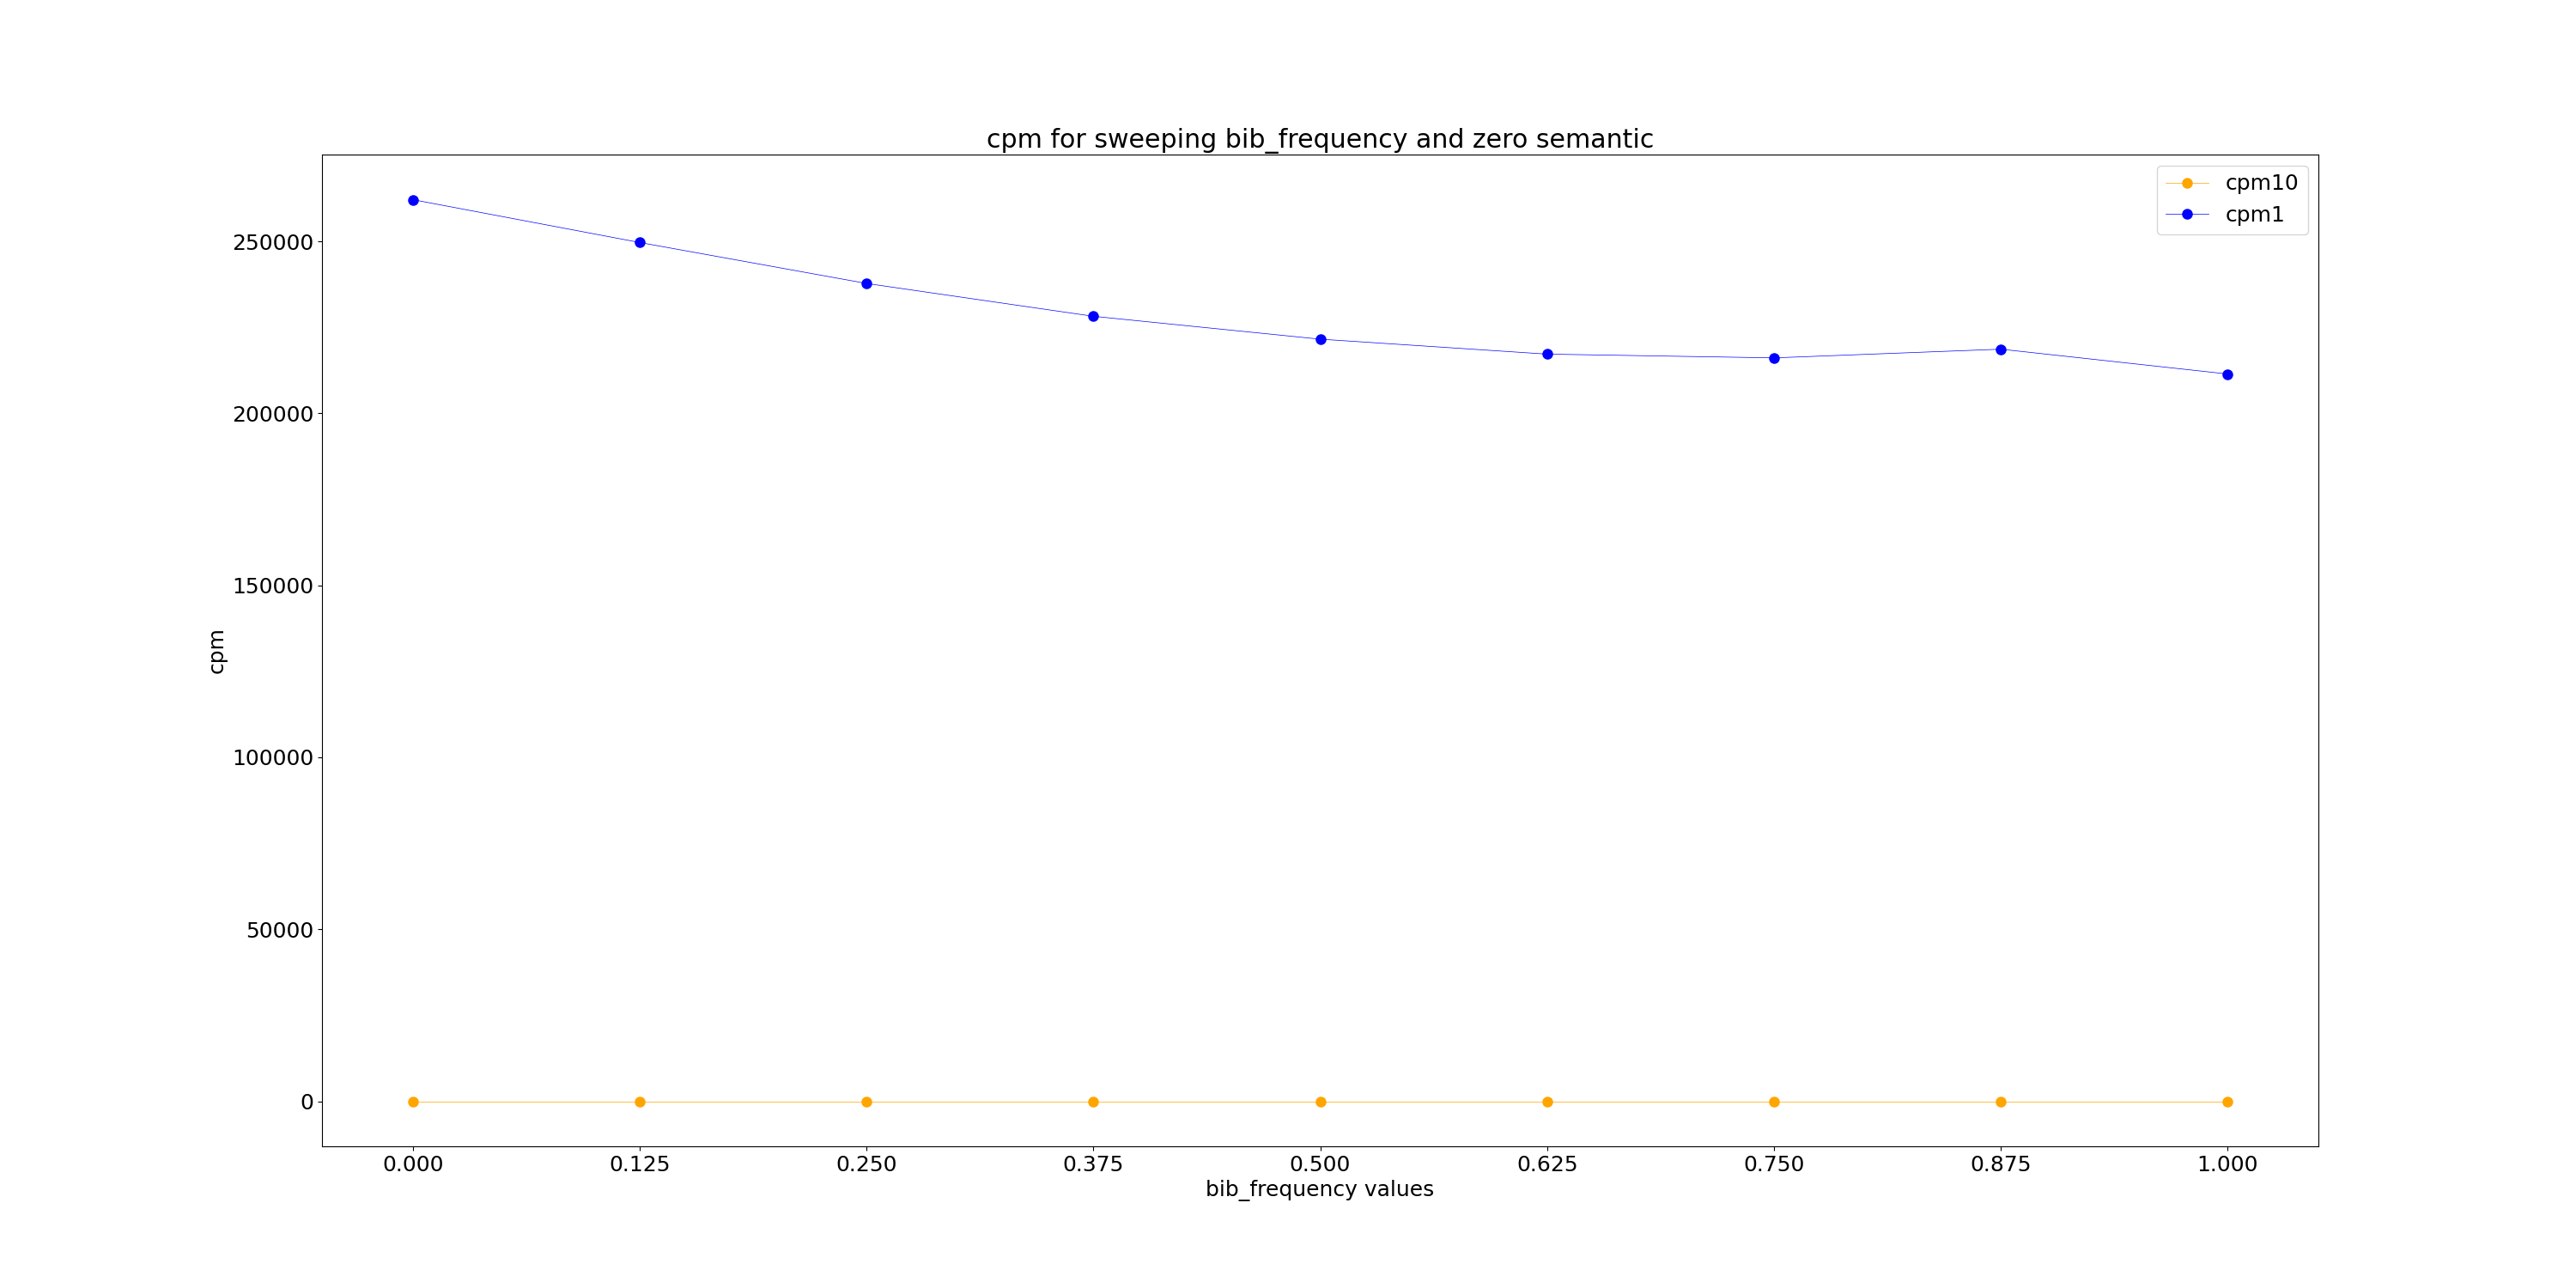 cpm for sweeping bib_frequency and zero semantic
cpm10
cpm1
250000
200000
150000
100000
50000
0
cpm
0.000 0.125 0.250 0.375 0.500 0.625 0.750 0.875 1.000
bib_frequency values